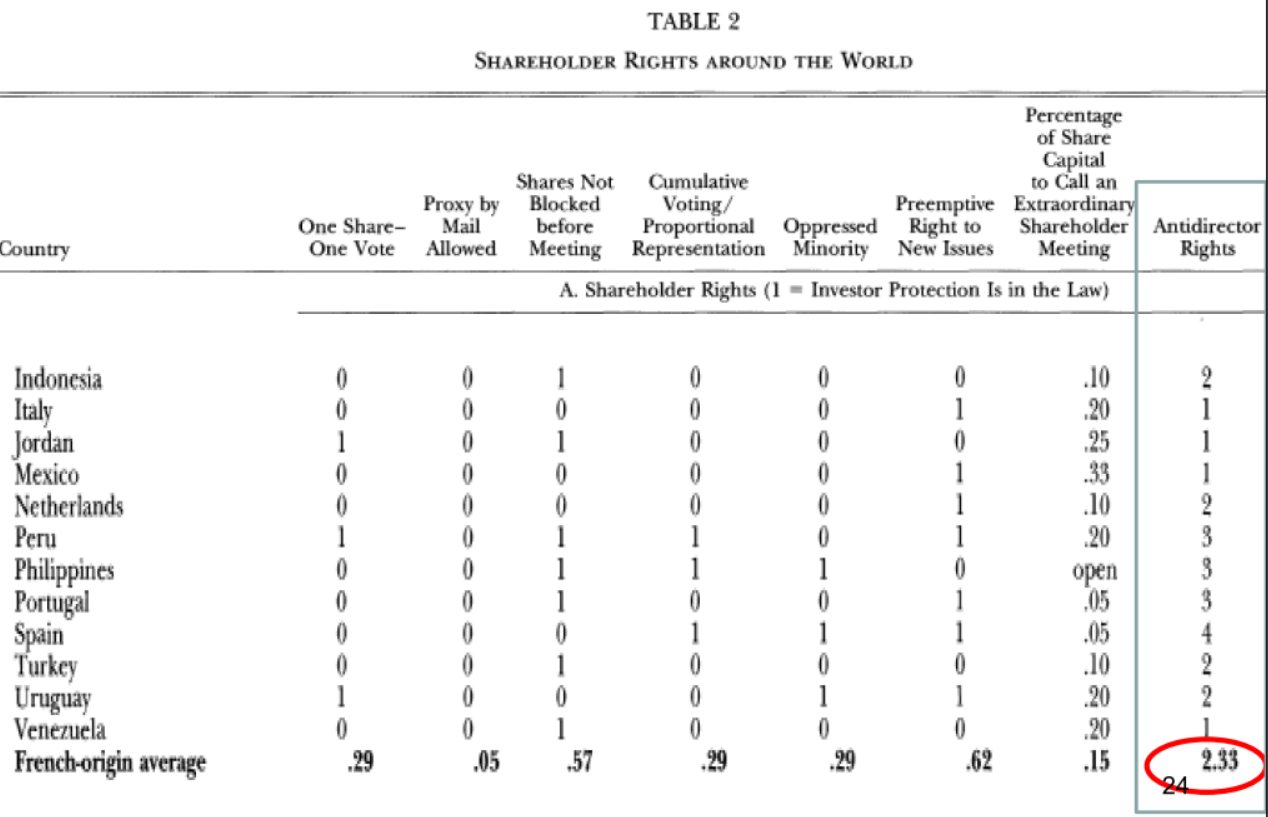 TABLE 2
SHAREHOLDER RIGHTS AROUND THE WORLD
Percentage
of Share
Capital
Shares Not Cumulative to Call an
Proxy by Blocked Voting/ Preemptive Extraordinary
One Share– Mail before Proportional Oppressed Right to Shareholder Antidirector
Country One Vote Allowed Meeting Representation Minority New Issues Meeting Rights
A. Shareholder Rights (1 = Investor Protection Is in the Law)
Indonesia 0 0 1 0 0 0 .10 2
Italy 0 0 0 0 0 1 .20 1
Jordan 1 0 1 0 0 0 .25 1
Mexico 0 0 0 0 0 1 .33 1
Netherlands 0 0 0 0 0 1 .10 2
Peru 1 0 1 1 0 1 .20 3
Philippines 0 0 1 1 1 0 open 3
Portugal 0 0 1 0 0 1 .05 3
Spain 0 0 0 1 1 1 .05 4
Turkey 0 0 1 0 0 0 .10 2
Uruguay 1 0 0 0 1 1 .20 2
Venezuela 0 0 1 0 0 0 .20 1
French-origin average .29 .05 .57 .29 .29 .62 .15 2.33
24